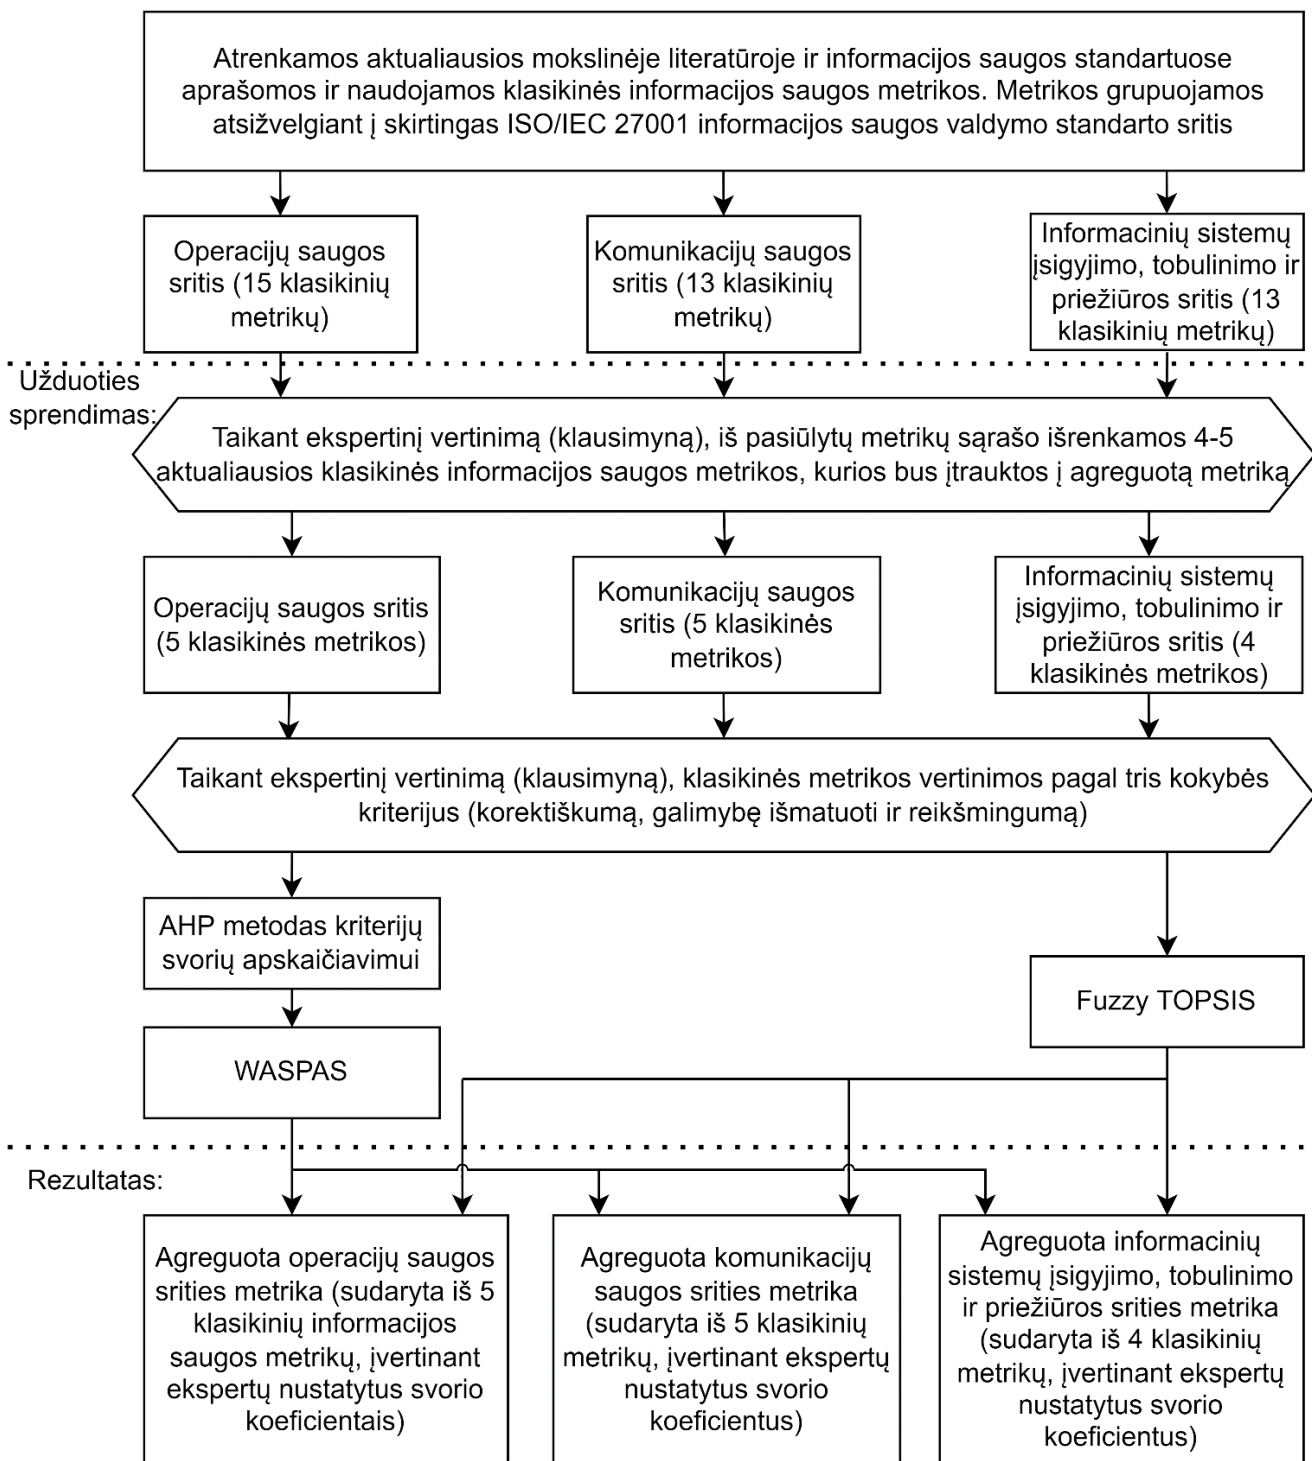 Atrenkamos aktualiausios mokslinėje literatūroje ir informacijos saugos standartuose
aprašomos ir naudojamos klasikinės informacijos saugos metrikos. Metrikos grupuojamos
atsižvelgiant į skirtingas ISO/IEC 27001 informacijos saugos valdymo standarto sritis
Operacijų saugos
sritis (15 klasikinių
metrikų)
Komunikacijų saugos
sritis (13 klasikinių
metrikų)
Informacinių sistemų
įsigyjimo, tobulinimo ir
priežiūros sritis (13
klasikinių metrikų)
Užduoties
sprendimas:
Taikant ekspertinį vertinimą (klausimyną), iš pasiūlytų metrikų sąrašo išrenkamos 4-5
aktualiausios klasikinės informacijos saugos metrikos, kurios bus įtrauktos į agreguotą metriką
Operacijų saugos sritis
(5 klasikinės metrikos)
Komunikacijų saugos
sritis (5 klasikinės
metrikos)
Informacinių sistemų
įsigyjimo, tobulinimo ir
priežiūros sritis (4
klasikinės metrikos)
Taikant ekspertinį vertinimą (klausimyną), klasikinės metrikos vertinimos pagal tris kokybės
kriterijus (korektiškumą, galimybę išmatuoti ir reikšmingumą)
AHP metodas kriterijų
svorių apskaičiavimui
Fuzzy TOPSIS
WASPAS
Rezultatas:
Agreguota operacijų saugos
srities metrika (sudaryta iš 5
klasikinių informacijos
saugos metrikų, įvertinant
ekspertų nustatytus svorio
koeficientais)
Agreguota komunikacijų
saugos srities metrika
(sudaryta iš 5 klasikinių
metrikų, įvertinant ekspertų
nustatytus svorio
koeficientus)
Agreguota informacinių
sistemų įsigyjimo, tobulinimo
ir priežiūros srities metrika
(sudaryta iš 4 klasikinių
metrikų, įvertinant ekspertų
nustatytus svorio
koeficientus)